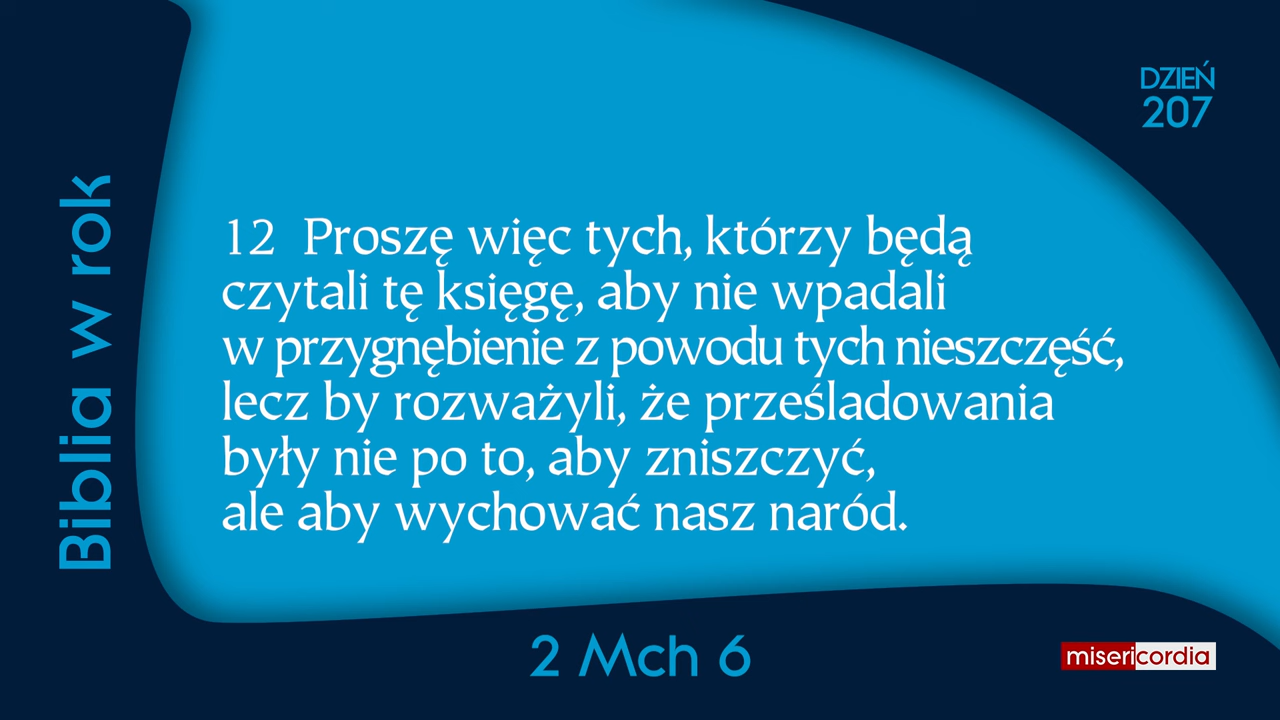 DZIEŃ
207
Biblia w rok
12 Proszę więc tych, którzy będą
czytali tę księgę, aby nie wpadali
w przygnębienie z powodu tych nieszczęść,
lecz by rozważyli, że prześladowania
były nie po to, aby zniszczyć,
ale aby wychować nasz naród.
2 Mch 6
misericordia